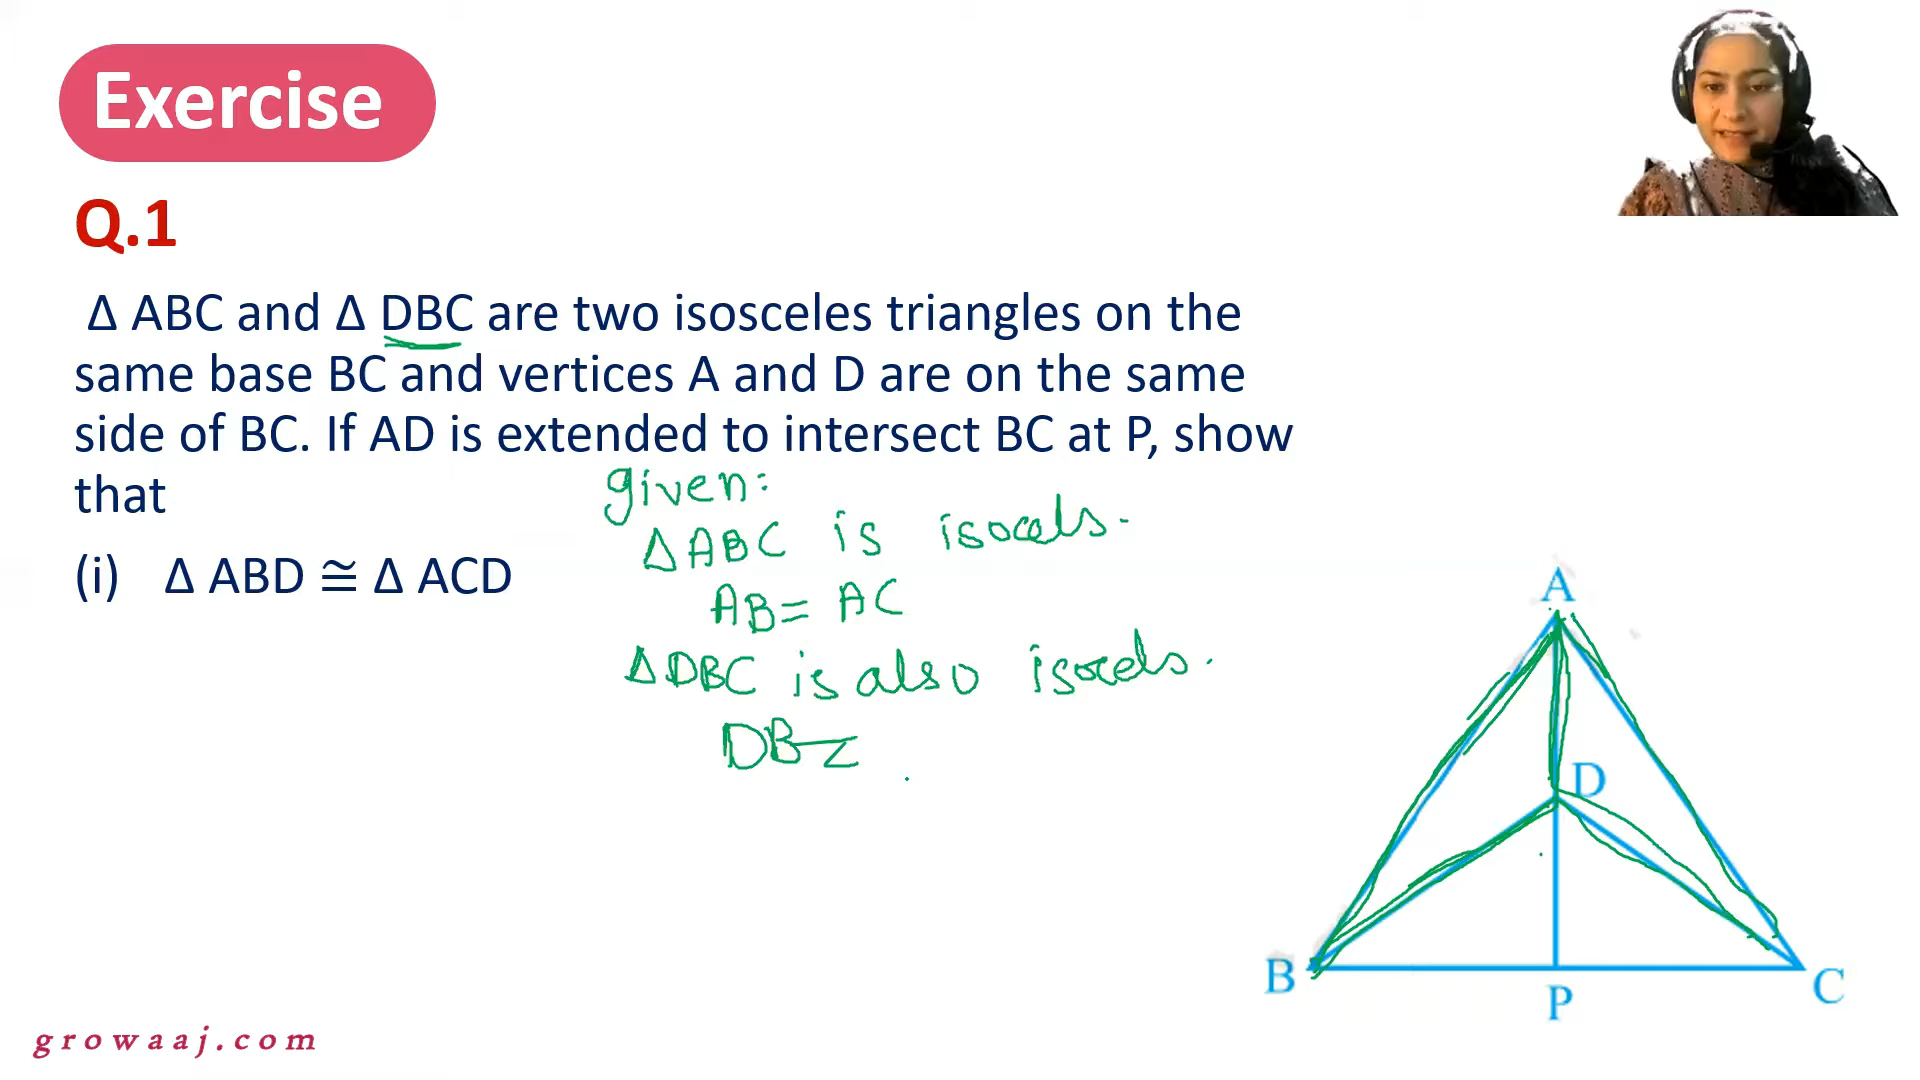 Exercise
Q.1
Δ ABC and Δ DBC are two isosceles triangles on the
same base BC and vertices A and D are on the same
side of BC. If AD is extended to intersect BC at P, show
that
given:
ΔABC is isocels.
(i) Δ ABD ≅ Δ ACD
AB = AC
ΔDBC is also isocels.
DB=
A
D
B
P
C
growaaj.com